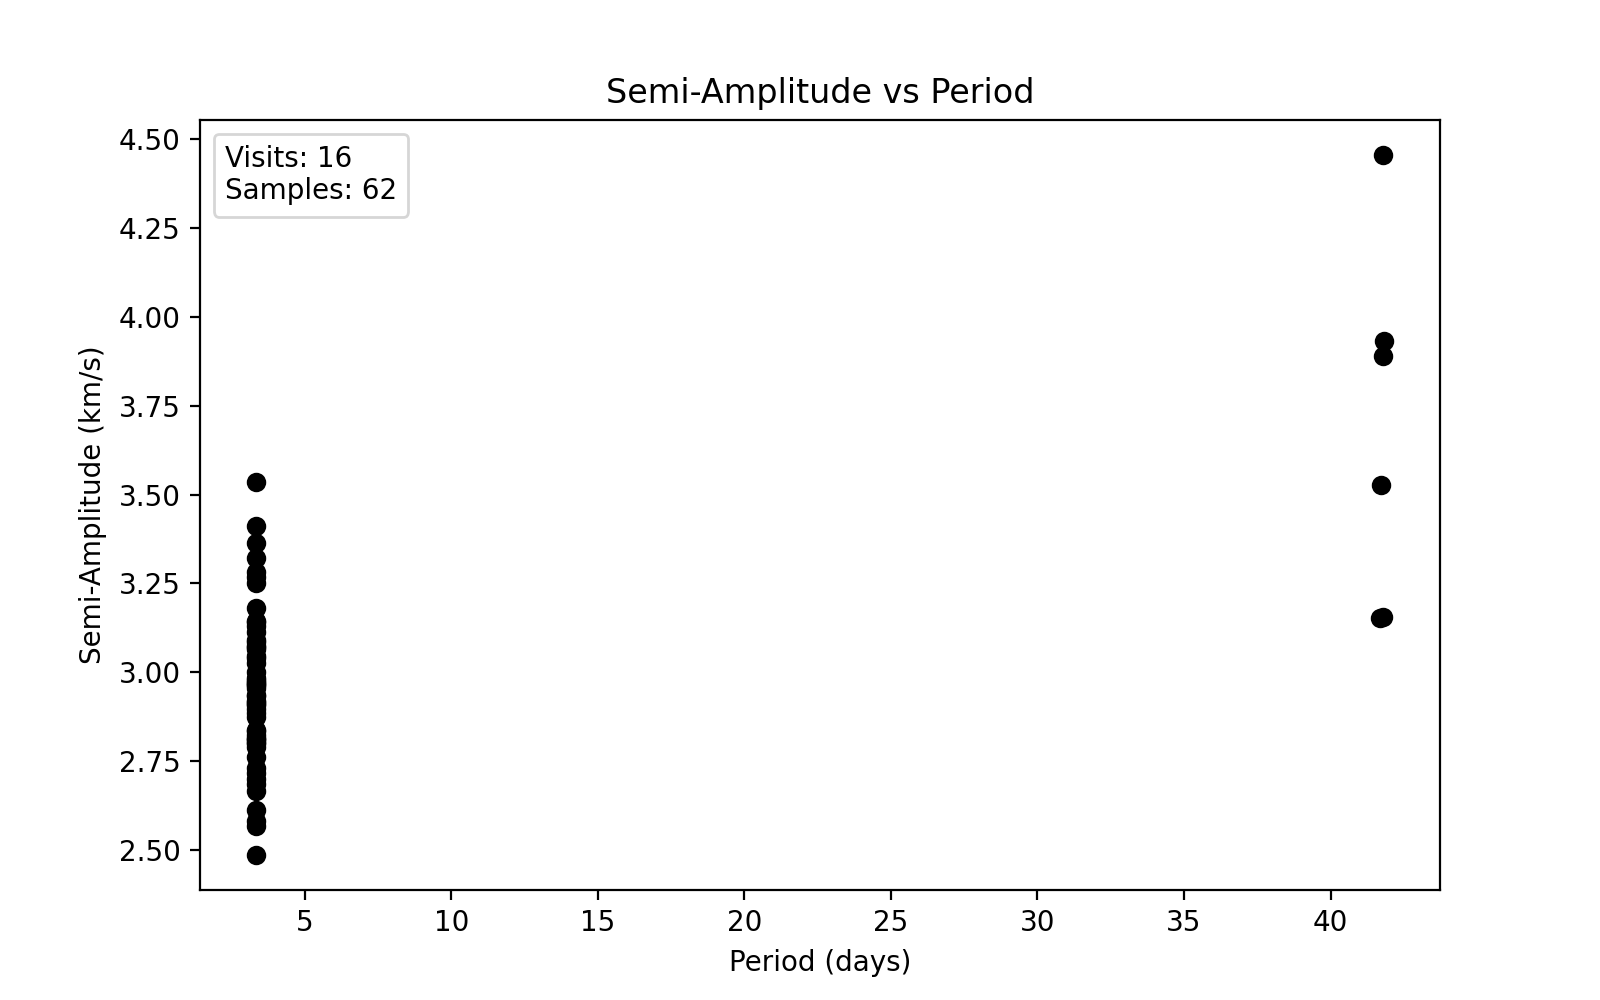 Semi-Amplitude vs Period
Visits: 16
Samples: 62
4.50
4.25
4.00
3.75
3.50
3.25
3.00
2.75
2.50
Semi-Amplitude (km/s)
5 10 15 20 25 30 35 40
Period (days)